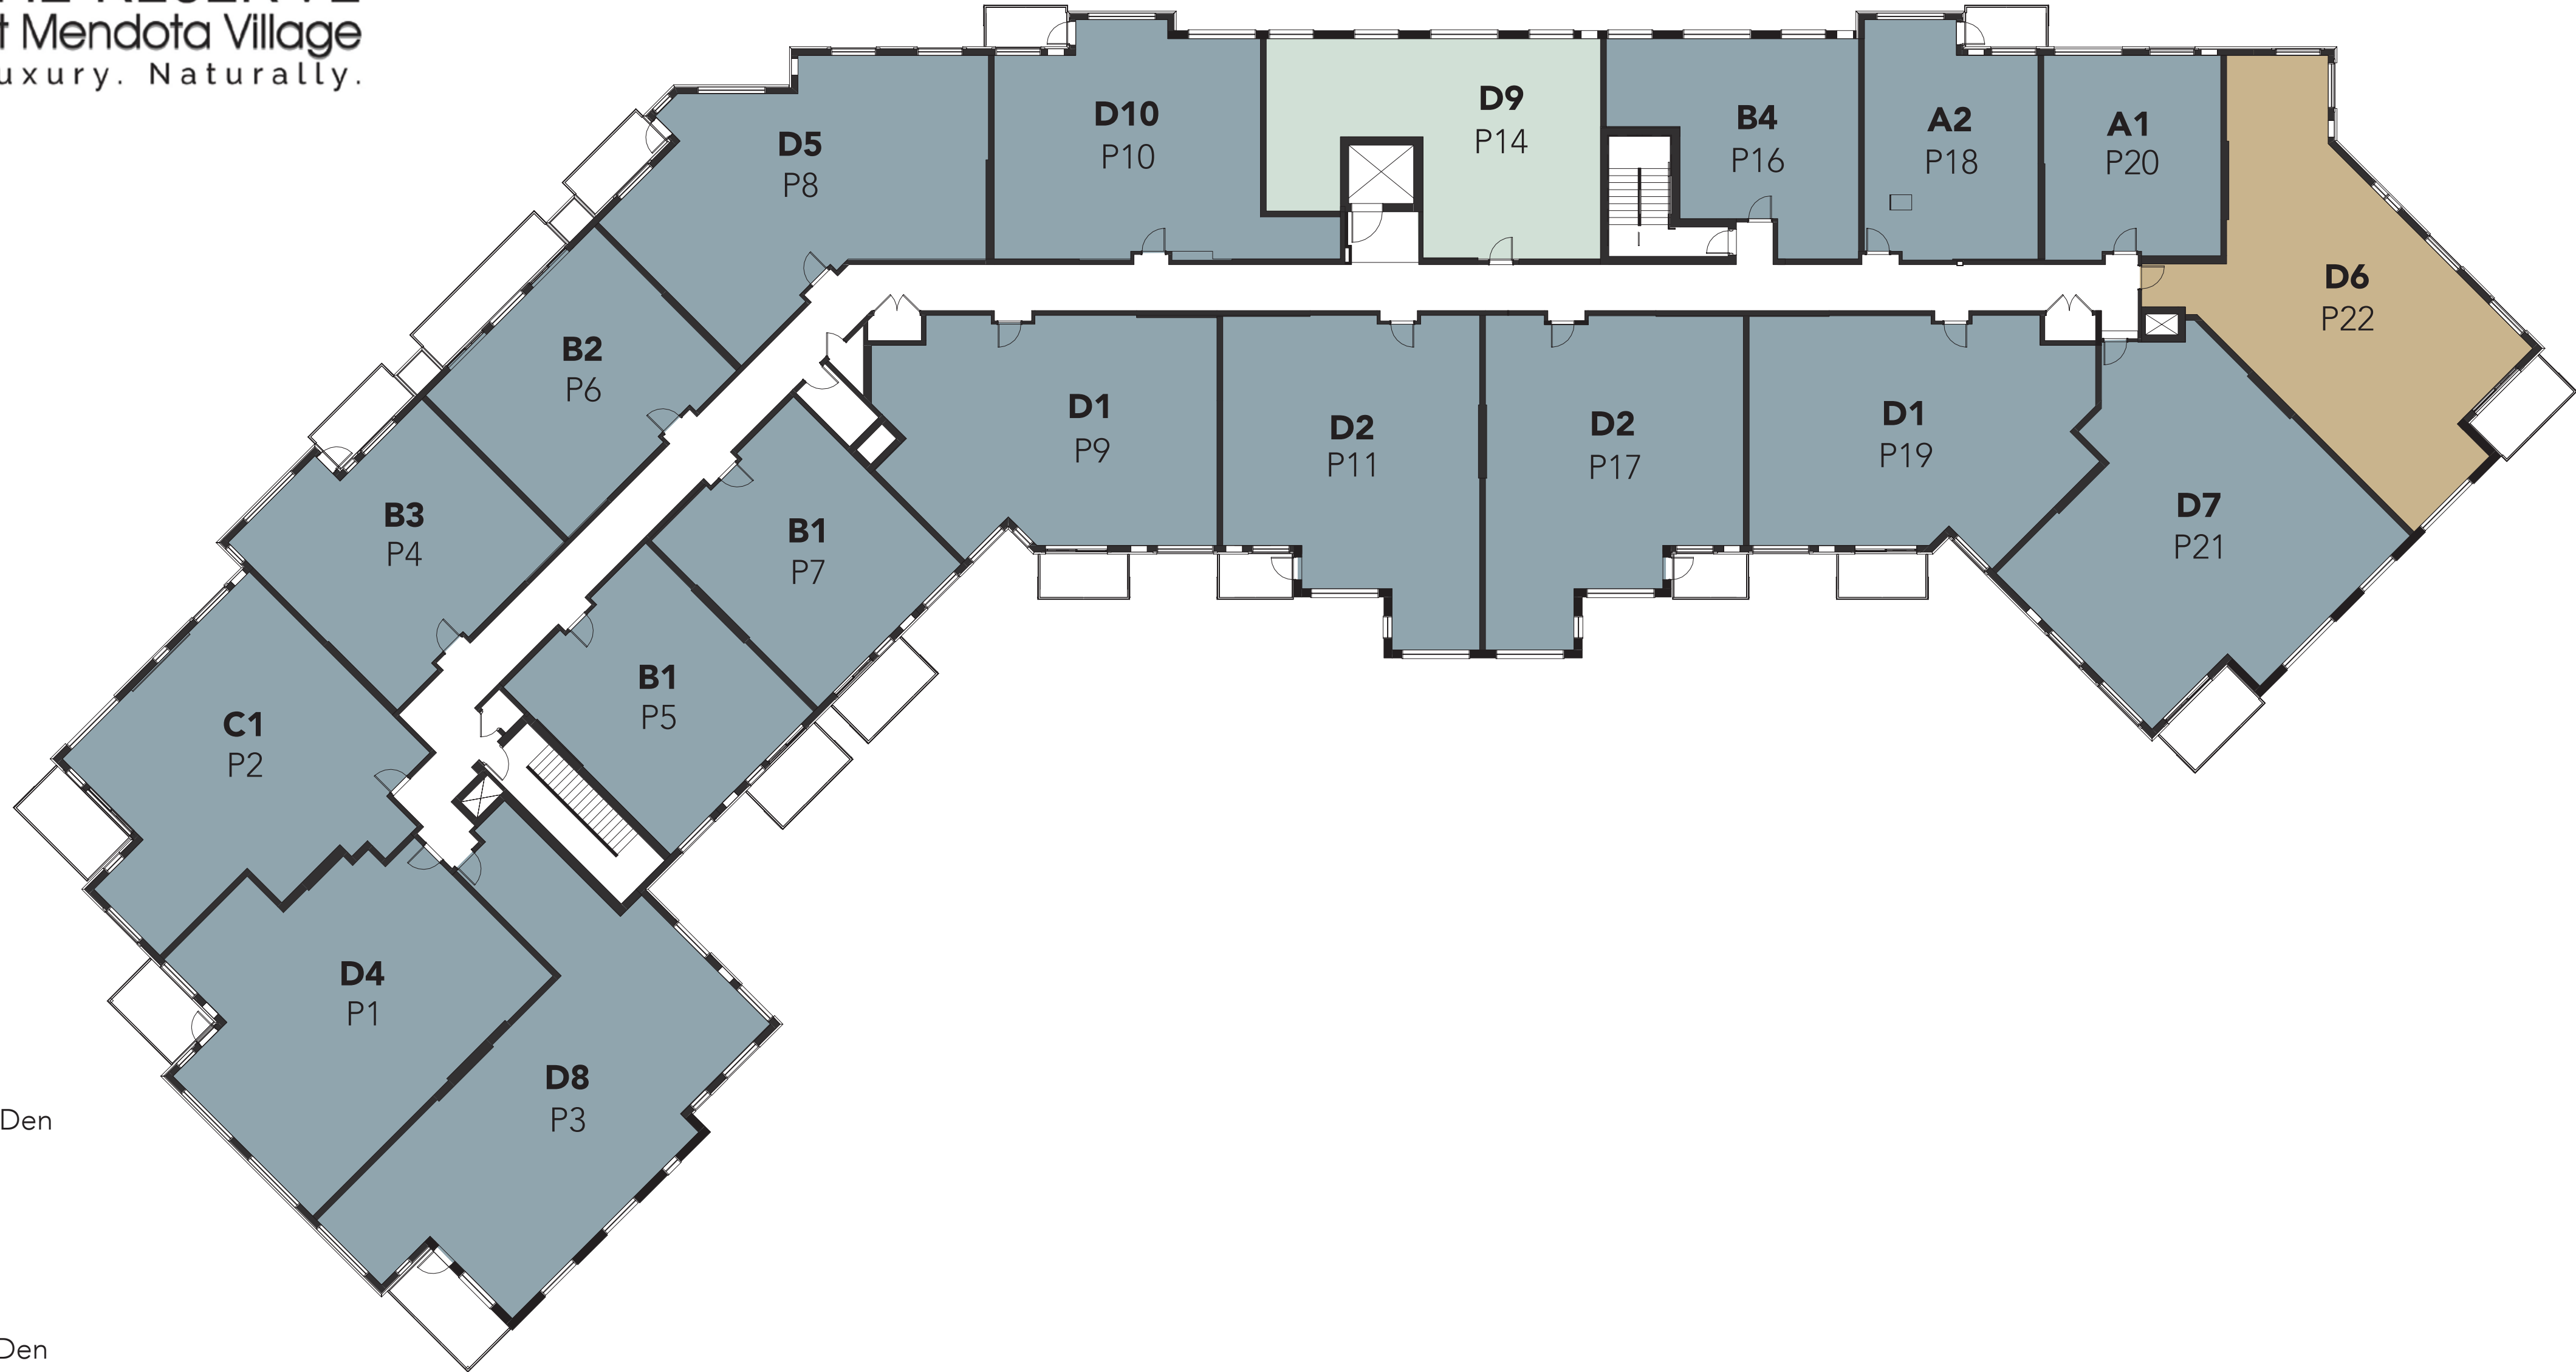 t Mendota Village
uxury. Naturally.
D5
P8
D10
P10
D9
P14
B4
P16
A2
P18
A1
P20
D6
P22
B2
P6
B3
P4
B1
P7
B1
P5
D1
P9
D2
P11
D2
P17
D1
P19
D7
P21
C1
P2
D4
P1
D8
P3
Den
Den